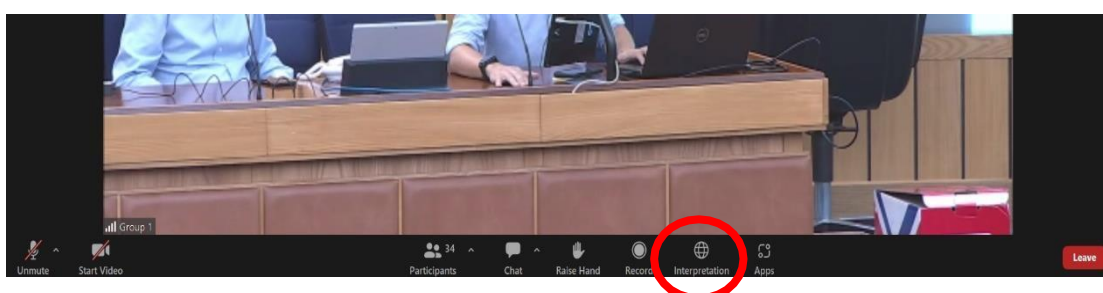 Group 1
34
Unmute Start Video Participants Chat Raise Hand Record Interpretation Apps Leave